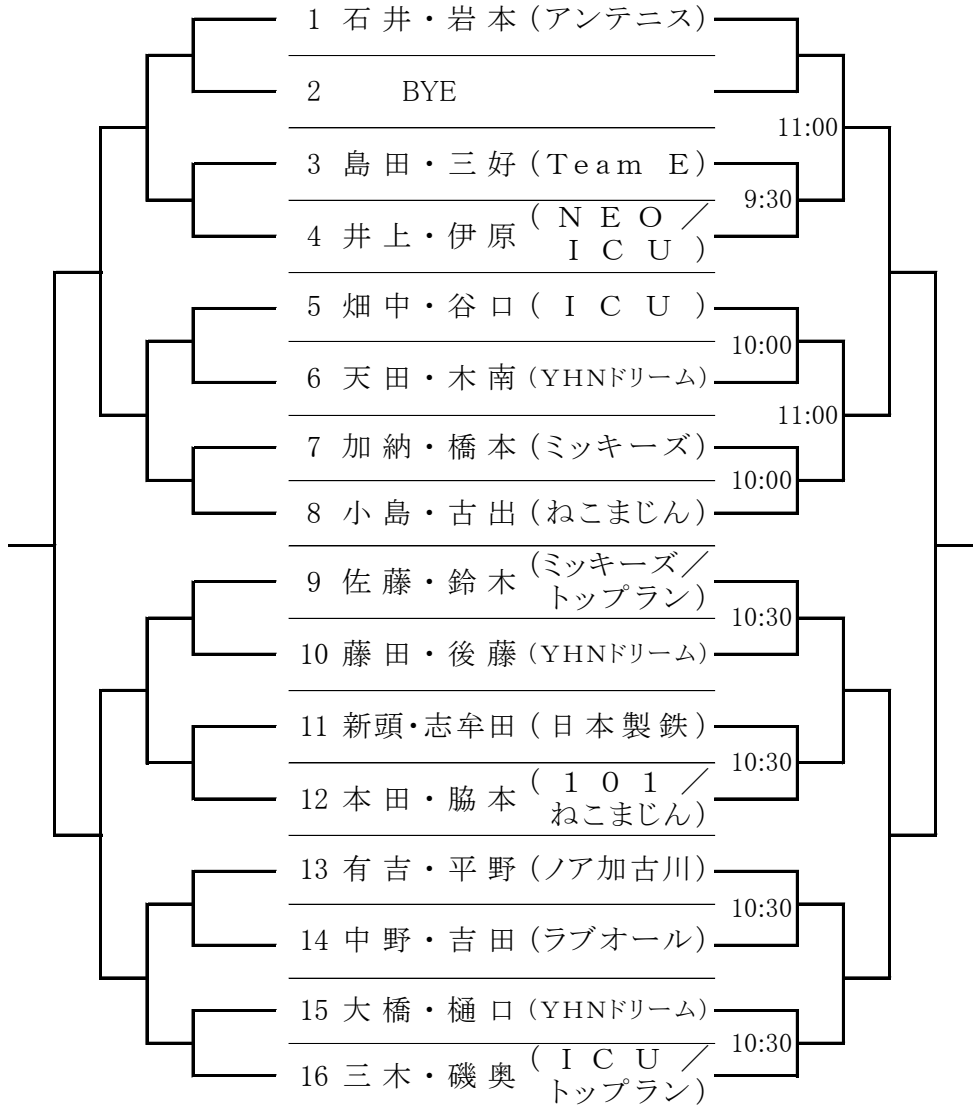 1 石井・岩本 (アンテニス)
2 BYE
11:00
3 島田・三好 (Team E)
9:30
4 井上・伊原 (NEO／
ICU)
5 畑中・谷口 (ICU)
10:00
6 天田・木南 (YHNドリーム)
11:00
7 加納・橋本 (ミッキーズ)
10:00
8 小島・古出 (ねこまじん)
9 佐藤・鈴木 (ミッキーズ／
トップラン)
10:30
10 藤田・後藤 (YHNドリーム)
11 新頭・志牟田 (日本製鉄)
10:30
12 本田・脇本 (101／
ねこまじん)
13 有吉・平野 (ノア加古川)
10:30
14 中野・吉田 (ラブオール)
15 大橋・樋口 (YHNドリーム)
10:30
16 三木・磯奥 (ICU／
トップラン)